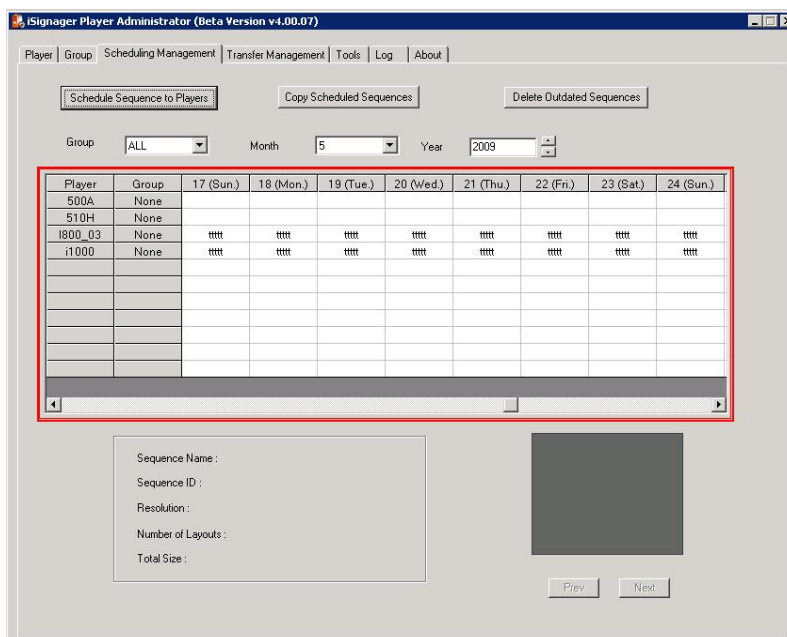 iSignager Player Administrator (Beta Version v4.00.07)
Player Group Scheduling Management Transfer Management Tools Log About
Schedule Sequence to Players Copy Scheduled Sequences Delete Outdated Sequences
Group ALL Month 5 Year 2009
Player Group 17 (Sun.) 18 (Mon.) 19 (Tue.) 20 (Wed.) 21 (Thu.) 22 (Fri.) 23 (Sat.) 24 (Sun.)
500A None
510H None
I800_03 None ttttt ttttt ttttt ttttt ttttt ttttt ttttt ttttt
i1000 None ttttt ttttt ttttt ttttt ttttt ttttt ttttt ttttt
Sequence Name :
Sequence ID :
Resolution :
Number of Layouts :
Total Size :
Prev Next